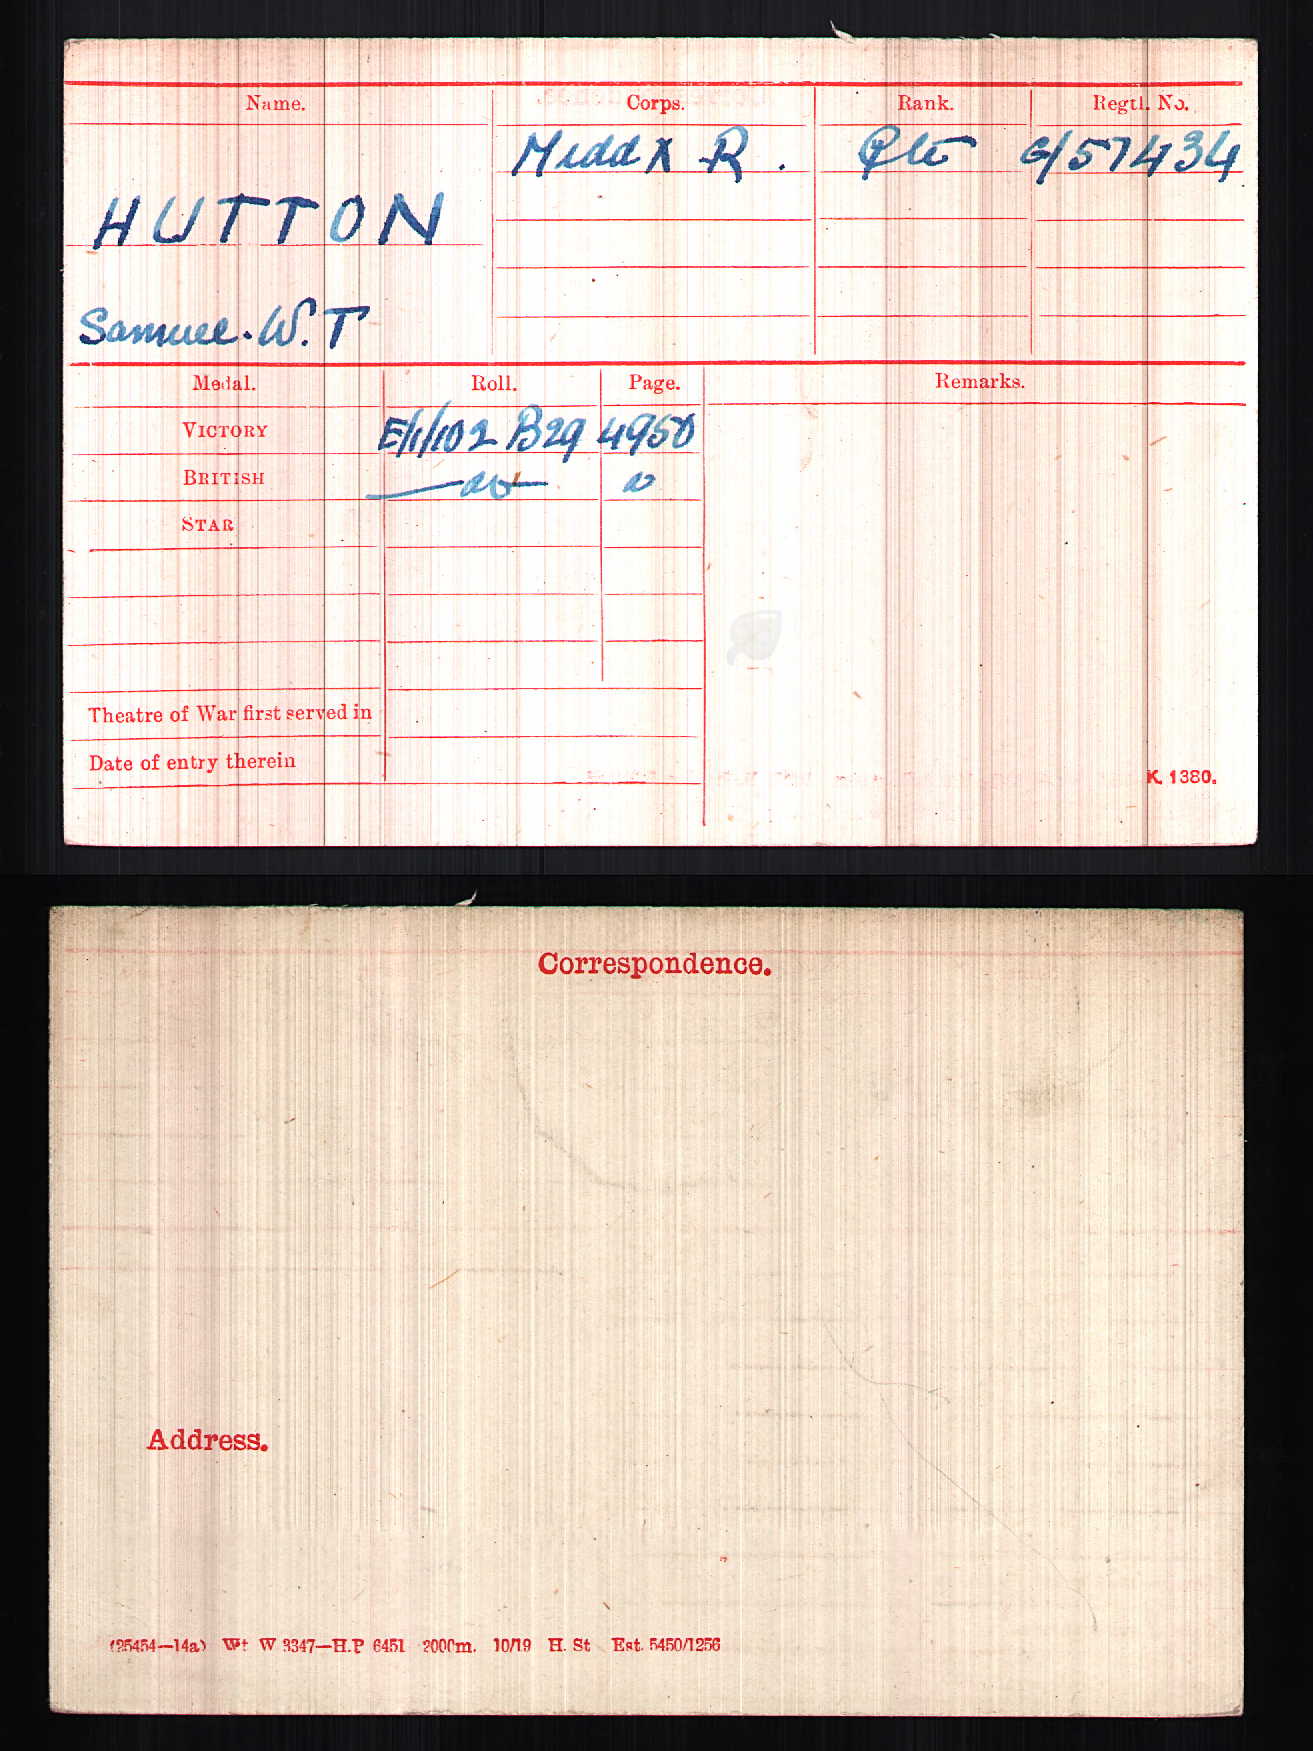 Name. Corps. Rank. Regtl. No.
Middx R. Pte G/57434
HUTTON
Samuel. W. T
Medal. Roll. Page. Remarks.
VICTORY E/1/102 B29 4950
BRITISH — do — do
STAR
Theatre of War first served in
Date of entry therein
K. 1380.
Correspondence.
Address.
(25454—14a) Wt W 3347—H.P 6451 2000m. 10/19 H. St Est. 5450/1256